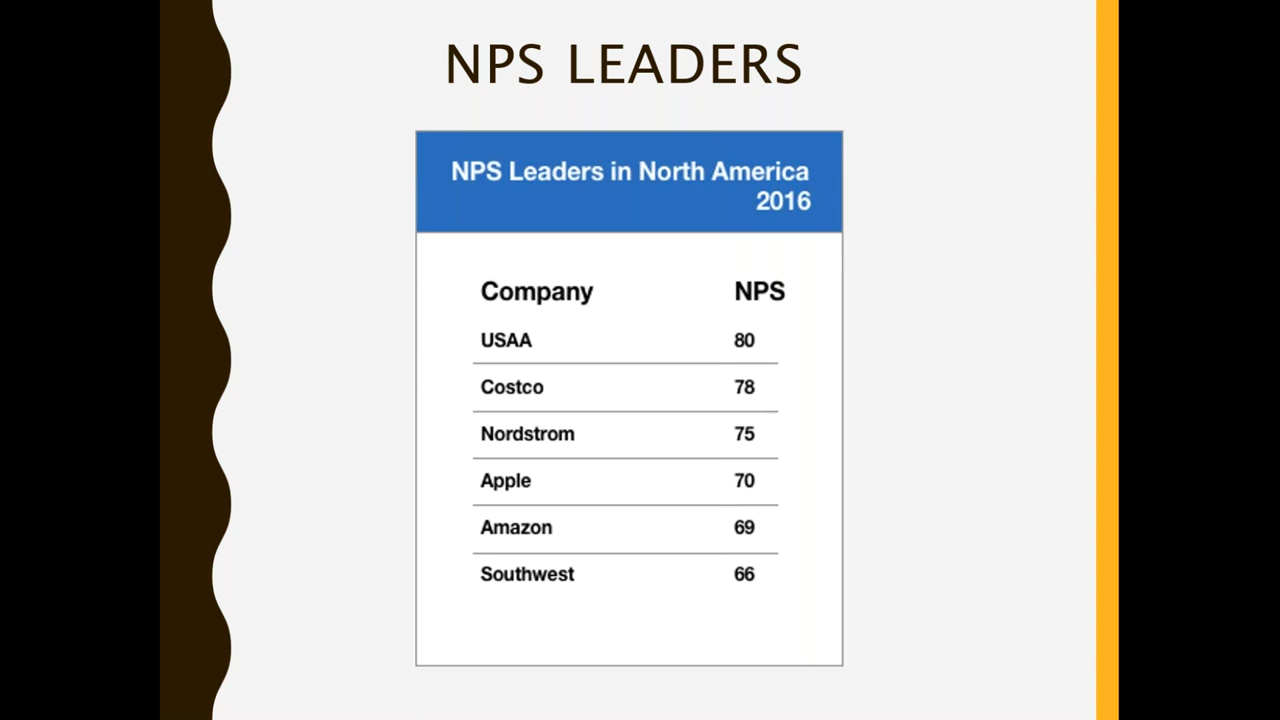 NPS LEADERS
NPS Leaders in North America
2016
Company NPS
USAA 80
Costco 78
Nordstrom 75
Apple 70
Amazon 69
Southwest 66